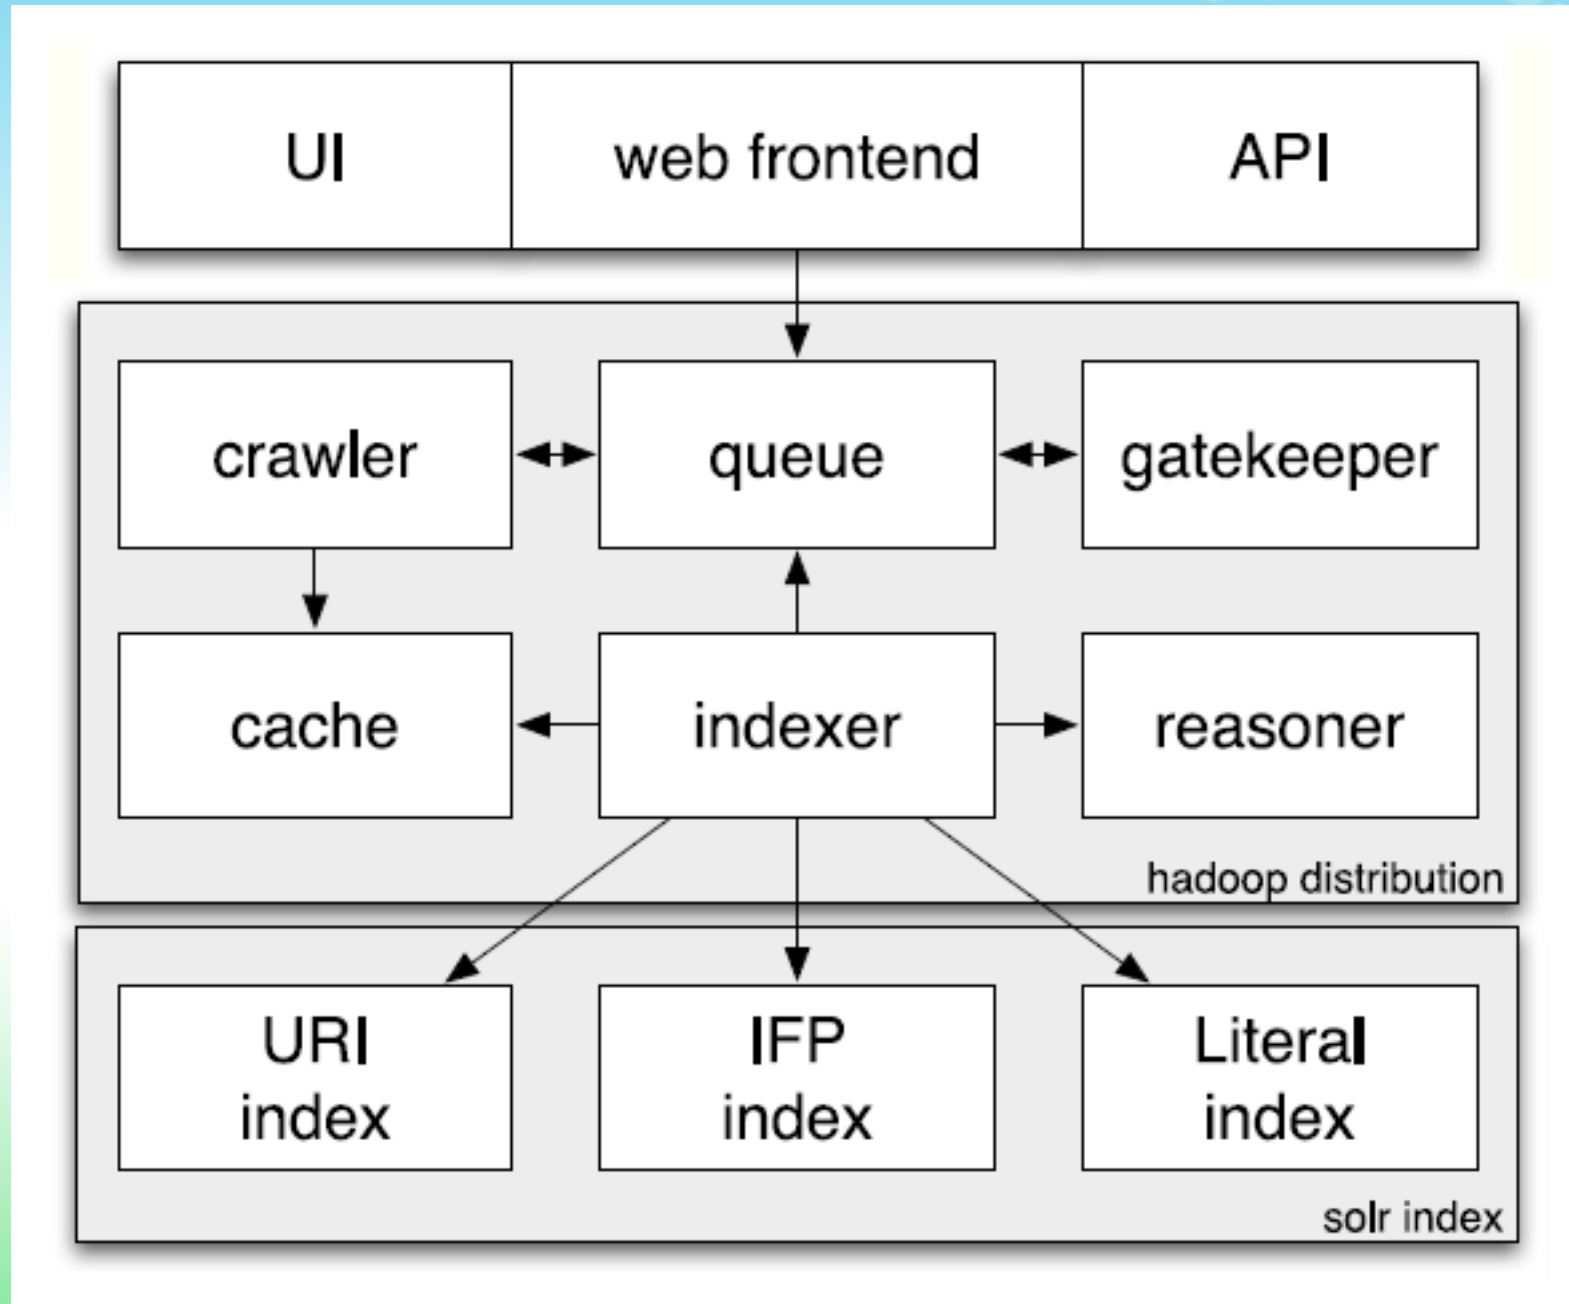 UI
web frontend
API
crawler
queue
gatekeeper
cache
indexer
reasoner
hadoop distribution
URI
index
IFP
index
Literal
index
solr index